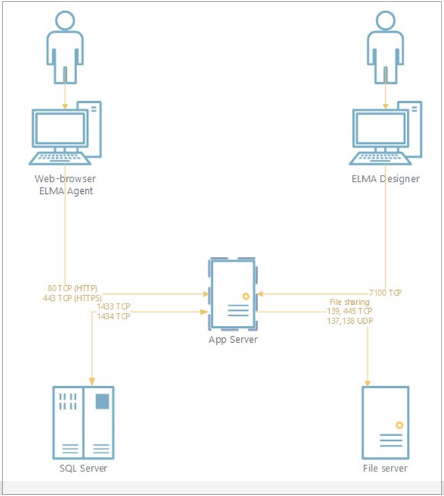 Web-browser
ELMA Agent
ELMA Designer
80 TCP (HTTP)
443 TCP (HTTPS)
7100 TCP
1433 TCP
1434 TCP
File sharing
139, 445 TCP
137,138 UDP
App Server
SQL Server
File server